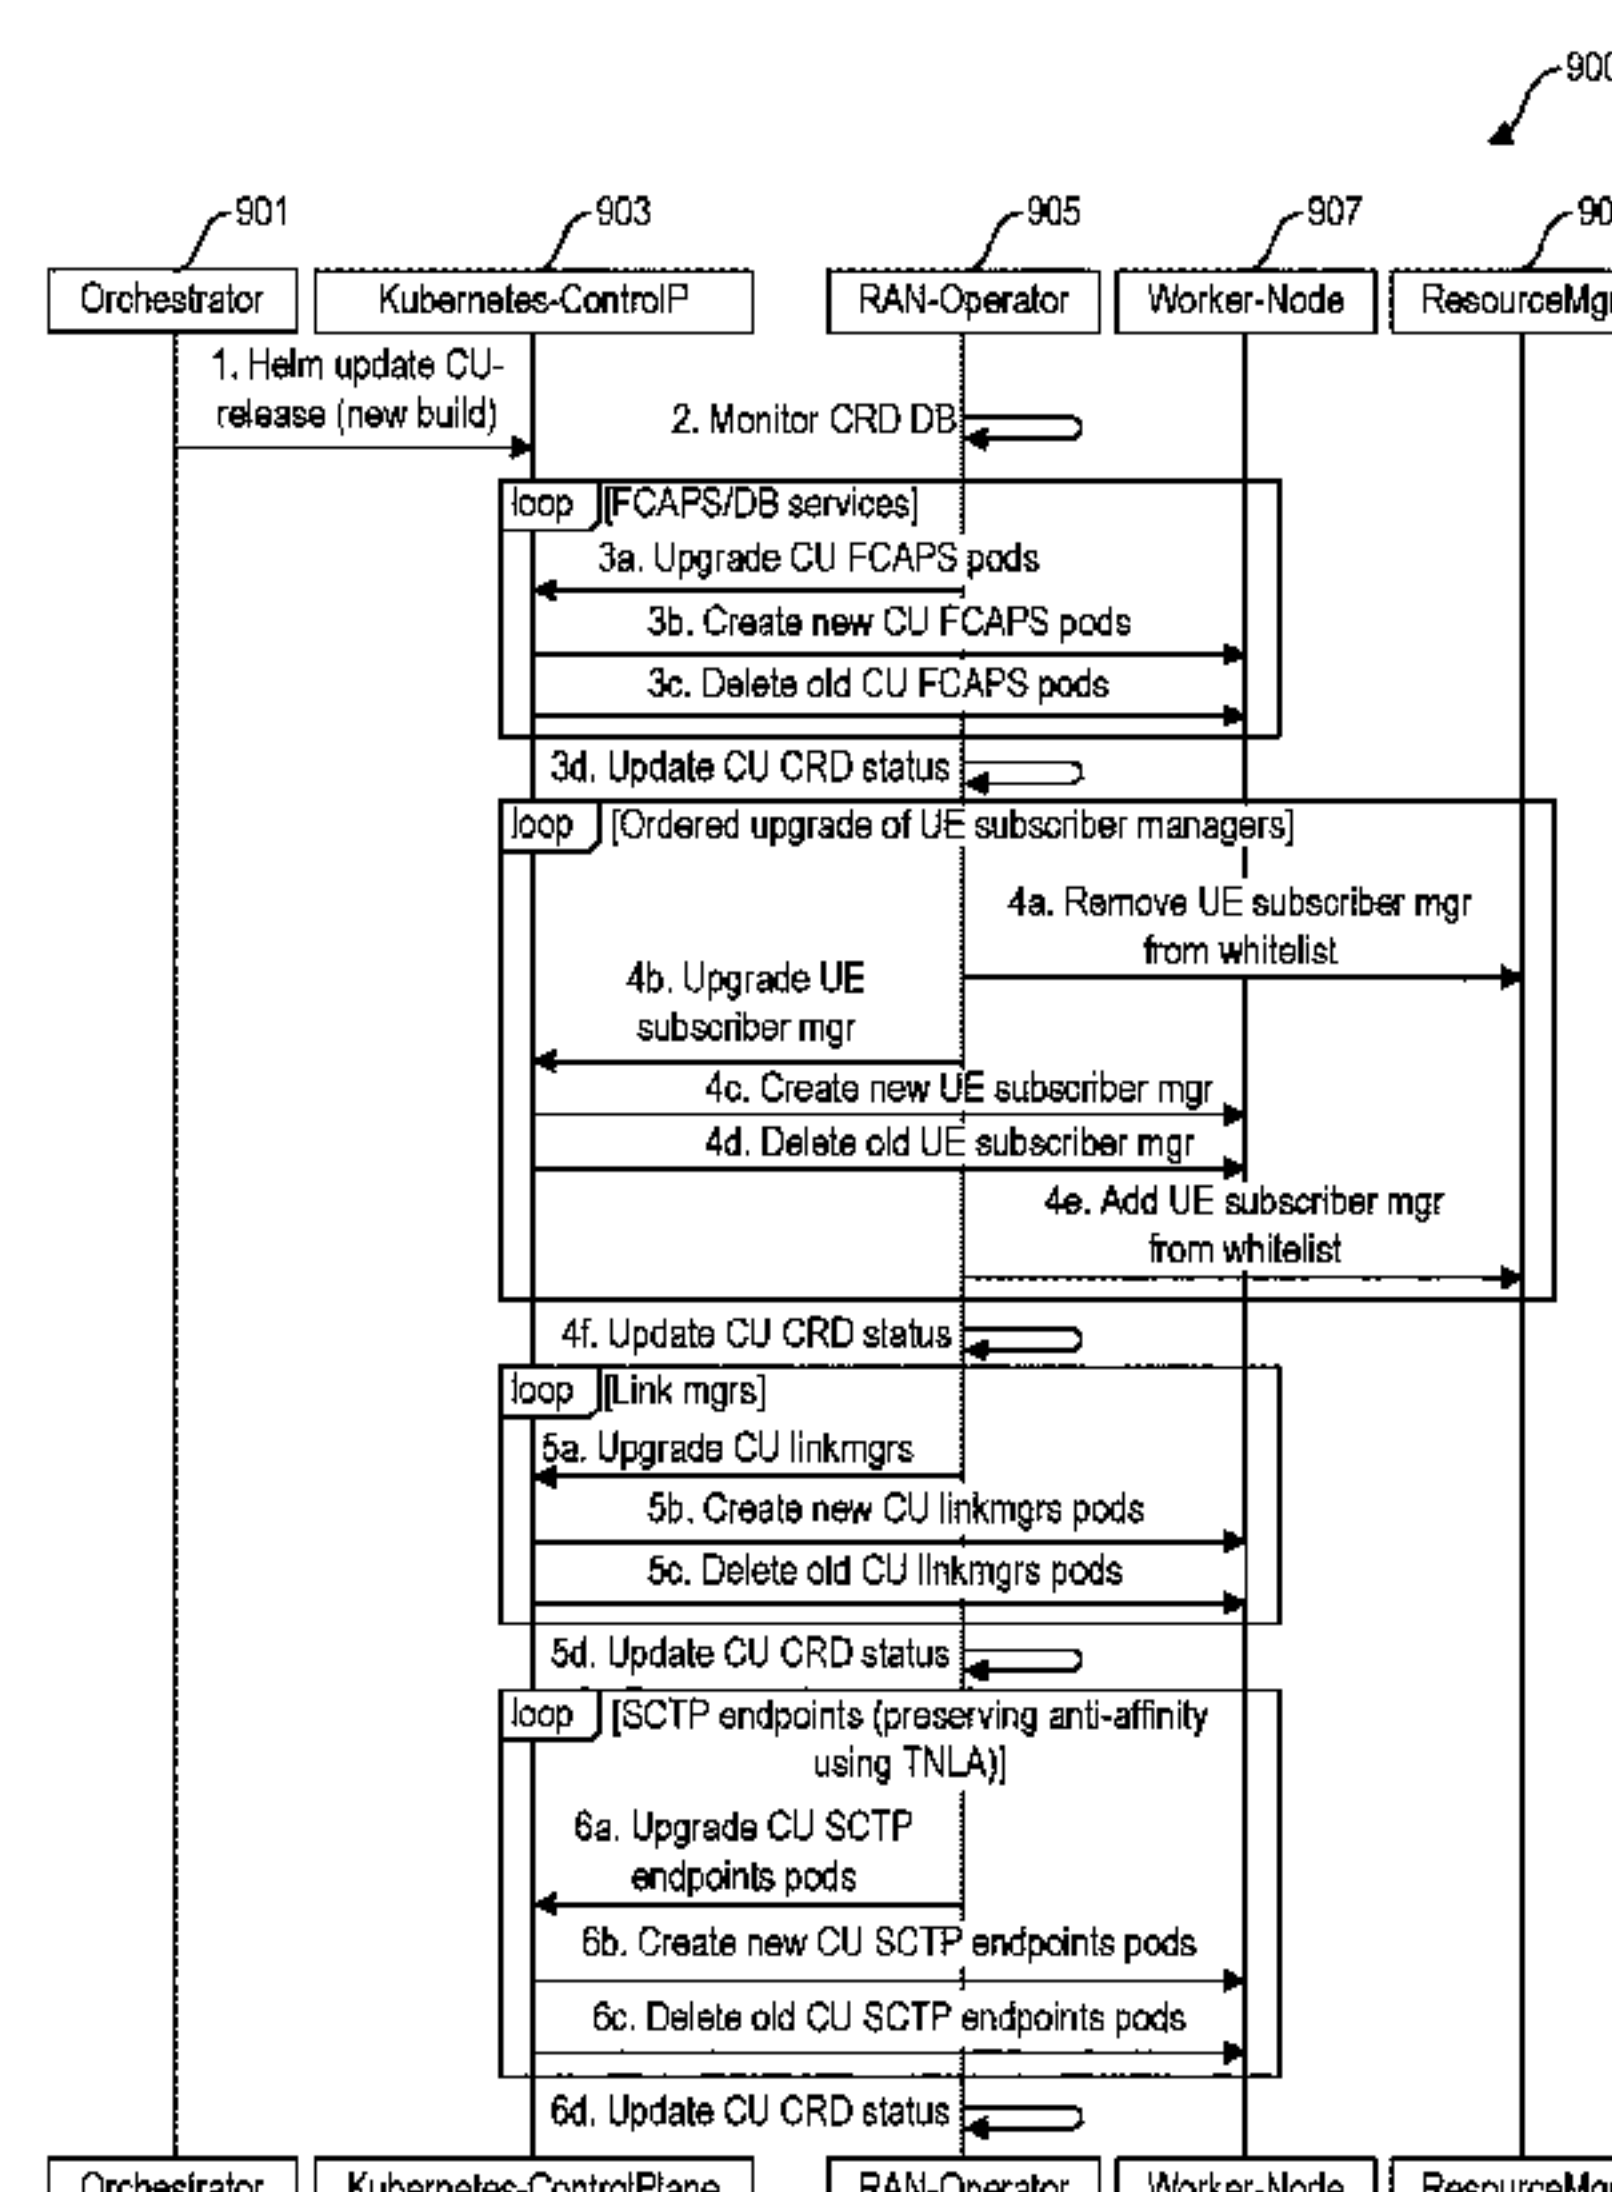 900
901
903
905
907
90
Orchestrator
Kubernetes-ControlP
RAN-Operator
Worker-Node
ResourceMgr
1. Helm update CU-
release (new build)
2. Monitor CRD DB
loop
[FCAPS/DB services]
3a. Upgrade CU FCAPS pods
3b. Create new CU FCAPS pods
3c. Delete old CU FCAPS pods
3d. Update CU CRD status
loop
[Ordered upgrade of UE subscriber managers]
4a. Remove UE subscriber mgr
from whitelist
4b. Upgrade UE
subscriber mgr
4c. Create new UE subscriber mgr
4d. Delete old UE subscriber mgr
4e. Add UE subscriber mgr
from whitelist
4f. Update CU CRD status
loop
[Link mgrs]
5a. Upgrade CU linkmgrs
5b. Create new CU linkmgrs pods
5c. Delete old CU linkmgrs pods
5d. Update CU CRD status
loop
[SCTP endpoints (preserving anti-affinity
using TNLA)]
6a. Upgrade CU SCTP
endpoints pods
6b. Create new CU SCTP endpoints pods
6c. Delete old CU SCTP endpoints pods
6d. Update CU CRD status
Orchestrator
Kubernetes-ControlPlane
RAN-Operator
Worker-Node
ResourceMgr